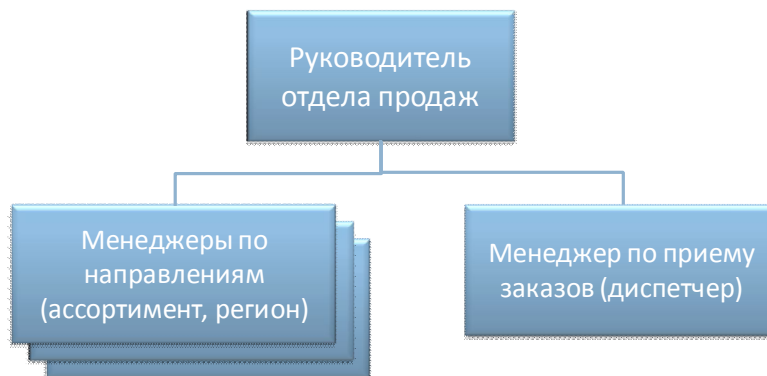 Руководитель
отдела продаж
Менеджеры по
направлениям
(ассортимент, регион)
Менеджер по приему
заказов (диспетчер)